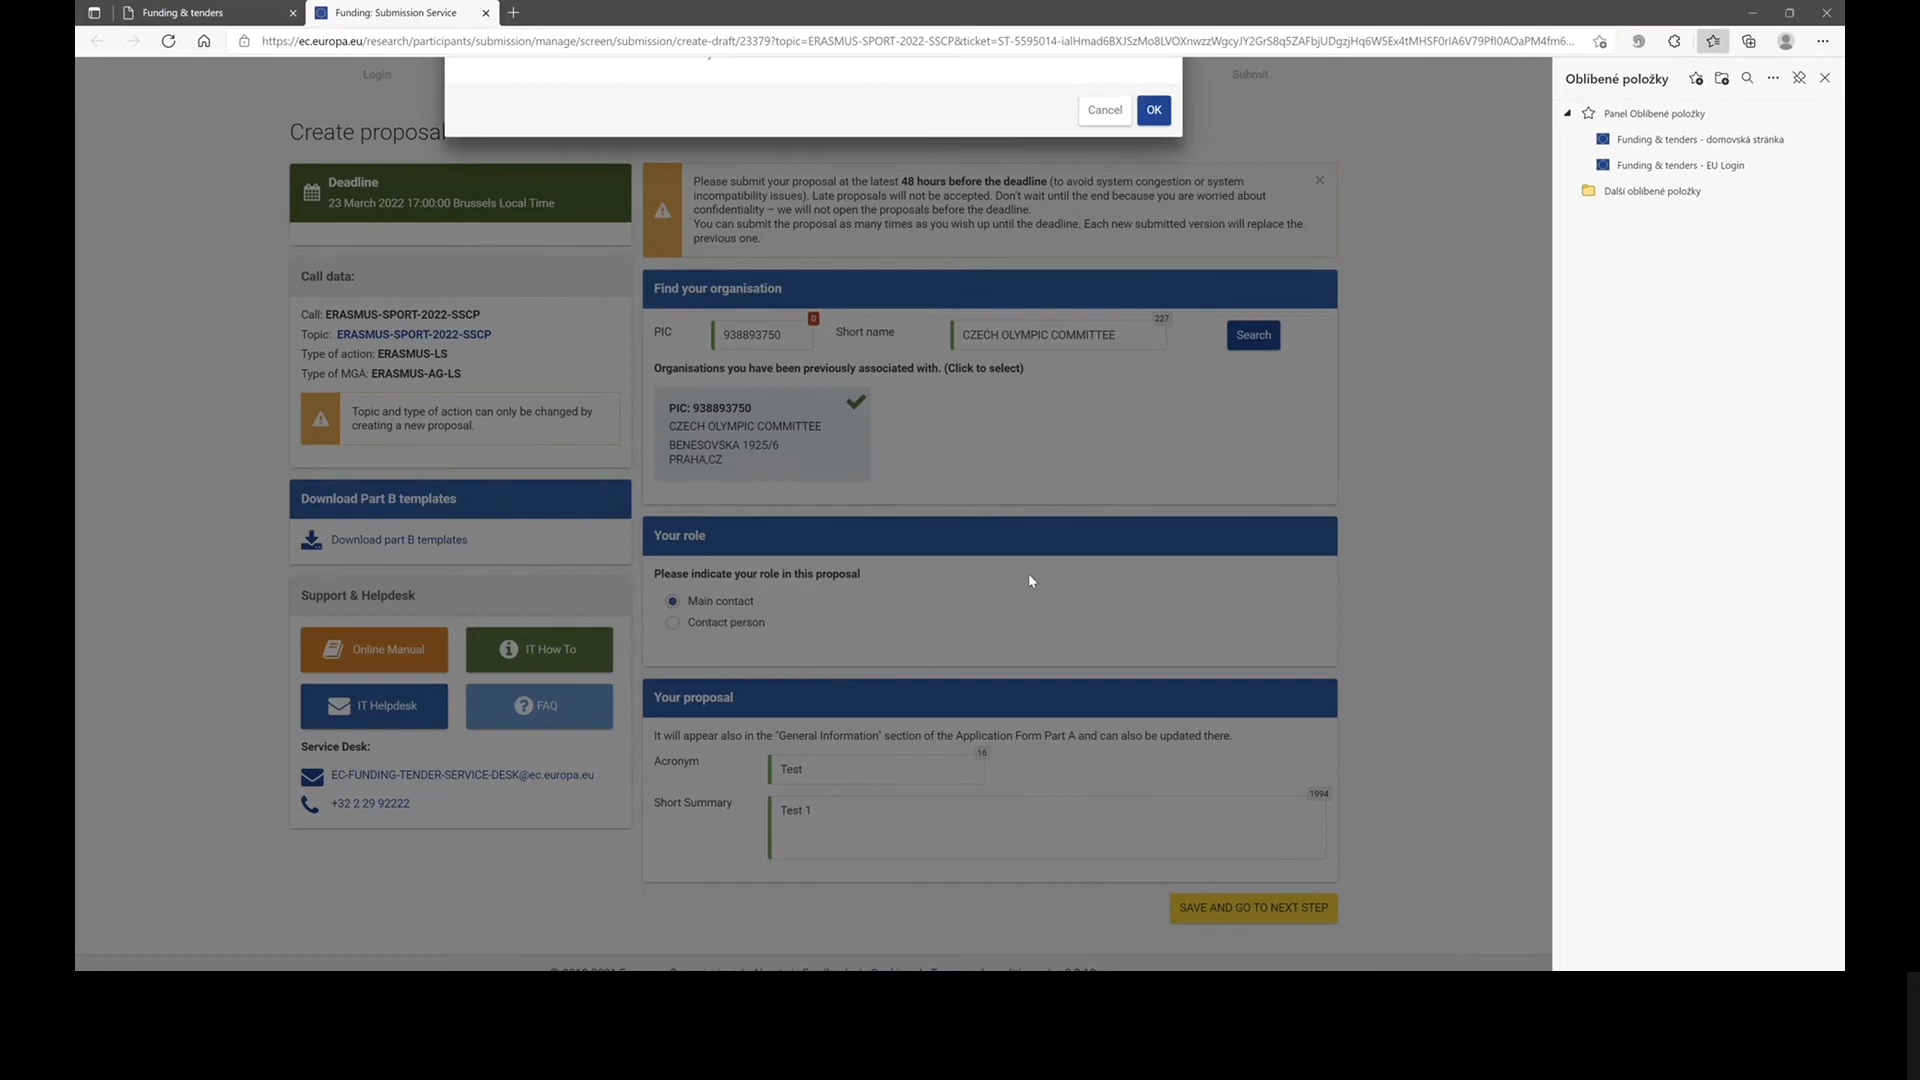 Funding & tenders
Funding: Submission Service
https://ec.europa.eu/research/participants/submission/manage/screen/submission/create-draft/23379?topic=ERASMUS-SPORT-2022-SSCP&ticket=
Login
Submit
Cancel
OK
Create proposal
Deadline
23 March 2022 17:00:00 Brussels Local Time
Call data:
Call: ERASMUS-SPORT-2022-SSCP
Topic: ERASMUS-SPORT-2022-SSCP
Type of action: ERASMUS-LS
Type of MGA: ERASMUS-AG-LS
Topic and type of action can only be changed by
creating a new proposal.
Download Part B templates
Download part B templates
Support & Helpdesk
Online Manual
IT How To
IT Helpdesk
FAQ
Service Desk:
EC-FUNDING-TENDER-SERVICE-DESK@ec.europa.eu
+32 2 29 92222
Please submit your proposal at the latest 48 hours before the deadline (to avoid system congestion or system
incompatibility issues). Late proposals will not be accepted. Don't wait until the end because you are worried about
confidentiality – we will not open the proposals before the deadline.
You can submit the proposal as many times as you wish up until the deadline. Each new submitted version will replace the
previous one.
Find your organisation
PIC
938893750
0
Short name
CZECH OLYMPIC COMMITTEE
227
Search
Organisations you have been previously associated with. (Click to select)
PIC: 938893750
CZECH OLYMPIC COMMITTEE
BENESOVSKA 1925/6
PRAHA,CZ
Your role
Please indicate your role in this proposal
Main contact
Contact person
Your proposal
It will appear also in the "General Information" section of the Application Form Part A and can also be updated there.
Acronym
Test
16
Short Summary
Test 1
1994
SAVE AND GO TO NEXT STEP
Oblíbené položky
Panel Oblíbené položky
Funding & tenders - domovská stránka
Funding & tenders - EU Login
Další oblíbené položky